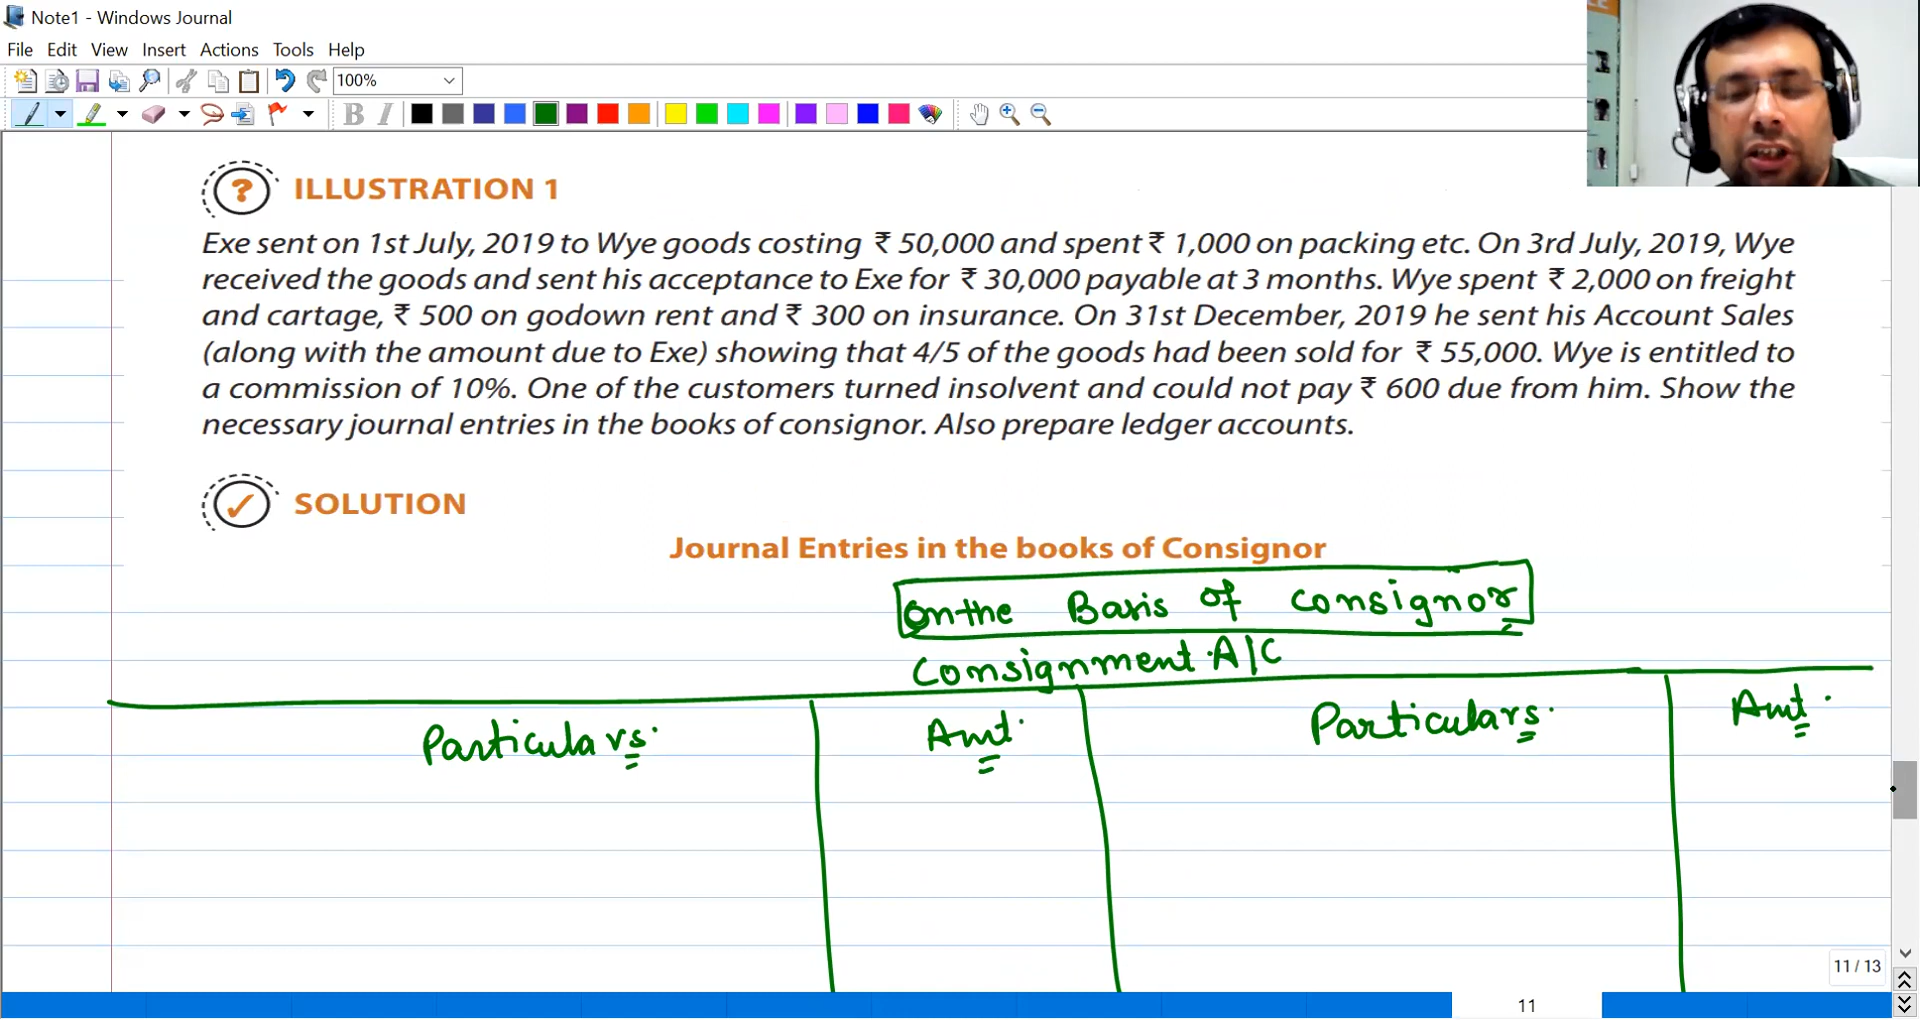 Note1 - Windows Journal
File Edit View Insert Actions Tools Help
100%
B I
? ILLUSTRATION 1
Exe sent on 1st July, 2019 to Wye goods costing ₹ 50,000 and spent ₹ 1,000 on packing etc. On 3rd July, 2019, Wye
received the goods and sent his acceptance to Exe for ₹ 30,000 payable at 3 months. Wye spent ₹ 2,000 on freight
and cartage, ₹ 500 on godown rent and ₹ 300 on insurance. On 31st December, 2019 he sent his Account Sales
(along with the amount due to Exe) showing that 4/5 of the goods had been sold for ₹ 55,000. Wye is entitled to
a commission of 10%. One of the customers turned insolvent and could not pay ₹ 600 due from him. Show the
necessary journal entries in the books of consignor. Also prepare ledger accounts.
SOLUTION
Journal Entries in the books of Consignor
On the Basis of consignor
Consignment A/C
Particulars Amt. Particulars Amt.
11 / 13
11